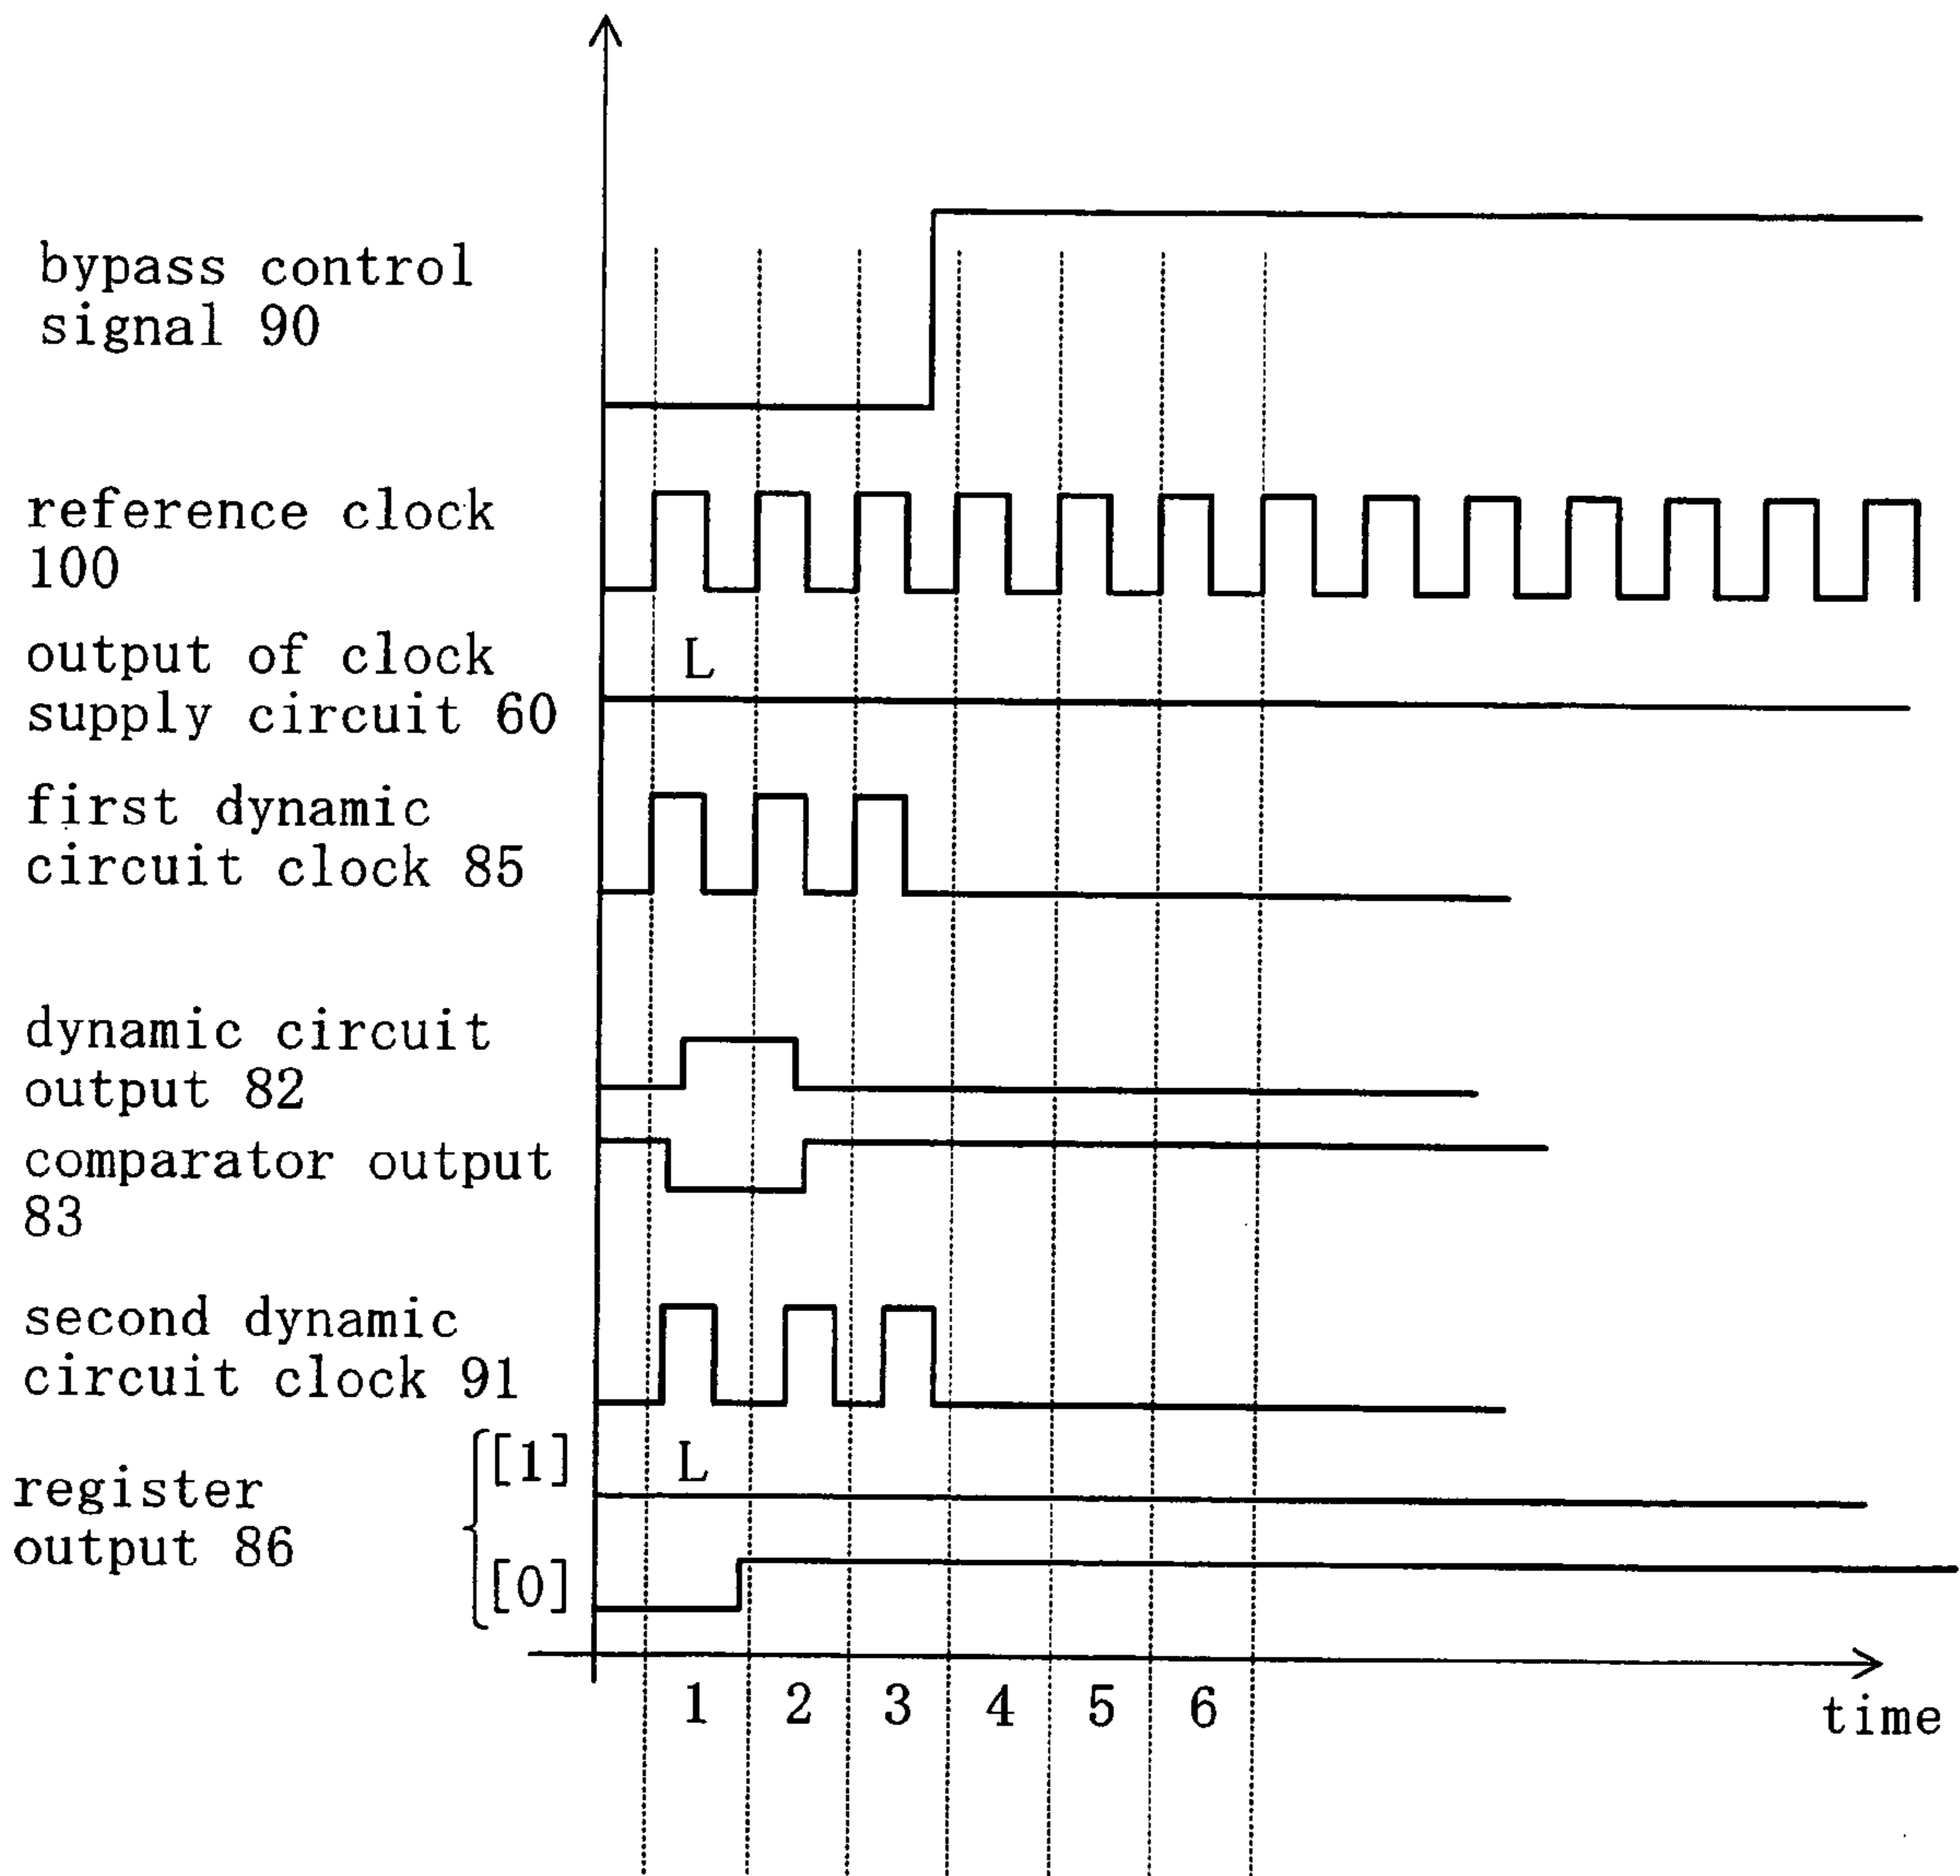 bypass control
signal 90
reference clock
100
output of clock
supply circuit 60
L
first dynamic
circuit clock 85
dynamic circuit
output 82
comparator output
83
second dynamic
circuit clock 91
register
output 86
[1]
L
[0]
1 2 3 4 5 6
time